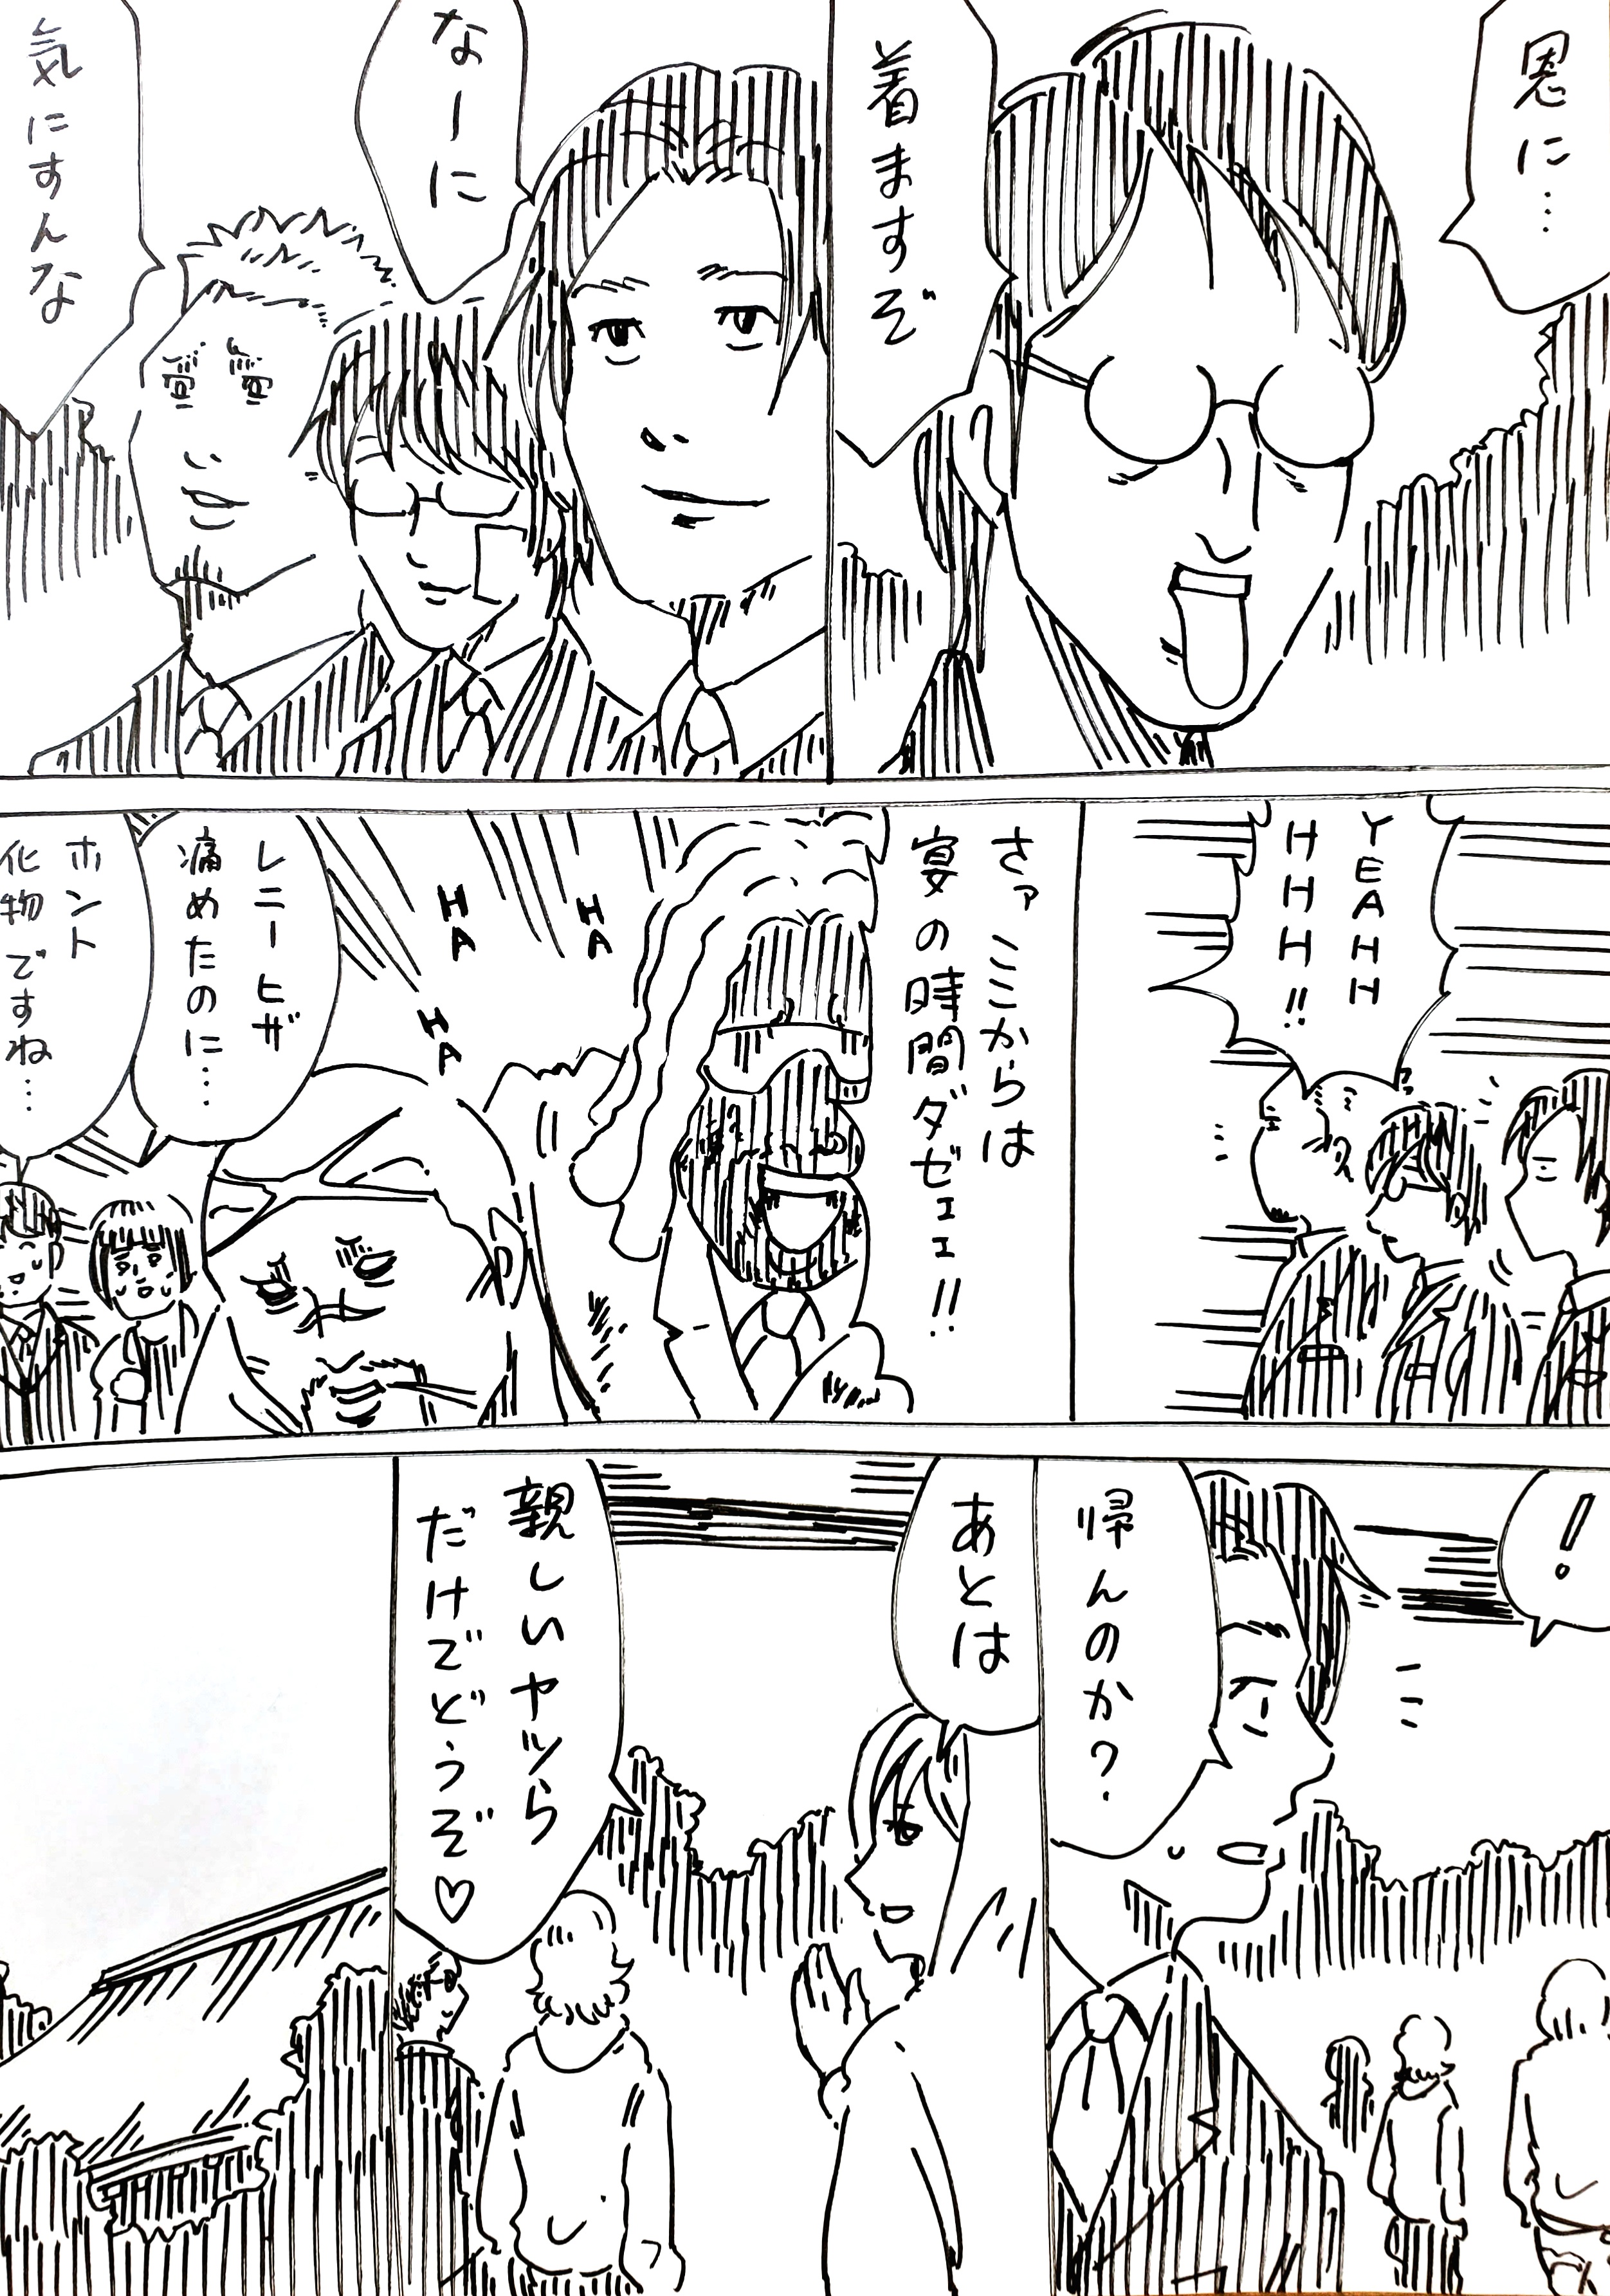 恩に…
着ますぞ
なーに
気にすんな
YEAHH
HHH!!
さァ ここからは
宴の時間ダゼェェ!!
HA
HA
HA
レニーヒザ
痛めたのに…
ホント
化物ですね…
!
帰んのか?
あとは
親しいヤツら
だけでどうぞ♡